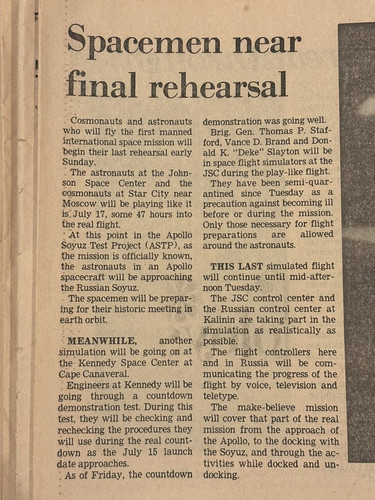 Spacemen near
final rehearsal
Cosmonauts and astronauts
who will fly the first manned
international space mission will
begin their last rehearsal early
Sunday.
The astronauts at the John-
son Space Center and the
cosmonauts at Star City near
Moscow will be playing like it
is July 17, some 47 hours into
the real flight.
At this point in the Apollo
Soyuz Test Project (ASTP), as
the mission is officially known,
the astronauts in an Apollo
spacecraft will be approaching
the Russian Soyuz.
The spacemen will be prepar-
ing for their historic meeting in
earth orbit.
MEANWHILE, another
simulation will be going on at
the Kennedy Space Center at
Cape Canaveral.
Engineers at Kennedy will be
going through a countdown
demonstration test. During this
test, they will be checking and
rechecking the procedures they
will use during the real count-
down as the July 15 launch
date approaches.
As of Friday, the countdown
demonstration was going well.
Brig. Gen. Thomas P. Staf-
ford, Vance D. Brand and Don-
ald K. "Deke" Slayton will be
in space flight simulators at the
JSC during the play-like flight.
They have been semi-quar-
antined since Tuesday as a
precaution against becoming ill
before or during the mission.
Only those necessary for flight
preparations are allowed
around the astronauts.
THIS LAST simulated flight
will continue until mid-after-
noon Tuesday.
The JSC control center and
the Russian control center at
Kalinin are taking part in the
simulation as realistically as
possible.
The flight controllers here
and in Russia will be com-
municating the progress of the
flight by voice, television and
teletype.
The make-believe mission
will cover that part of the real
mission from the approach of
the Apollo, to the docking with
the Soyuz, and through the ac-
tivities while docked and un-
docking.